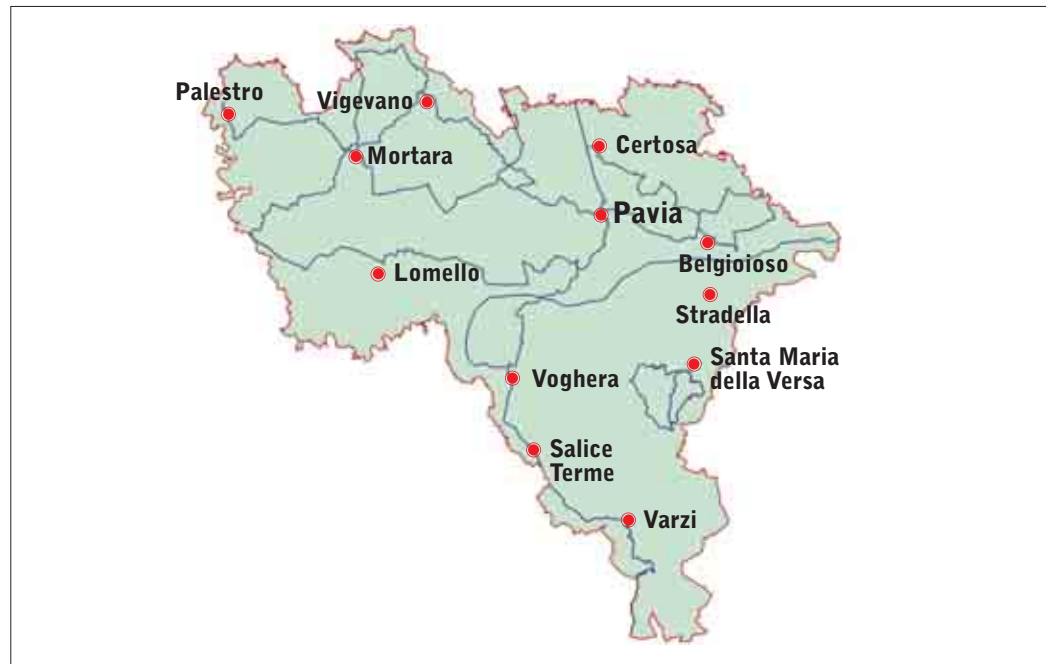 Palestro
Vigevano
Certosa
Mortara
Pavia
Belgioioso
Lomello
Stradella
Santa Maria
della Versa
Voghera
Salice
Terme
Varzi